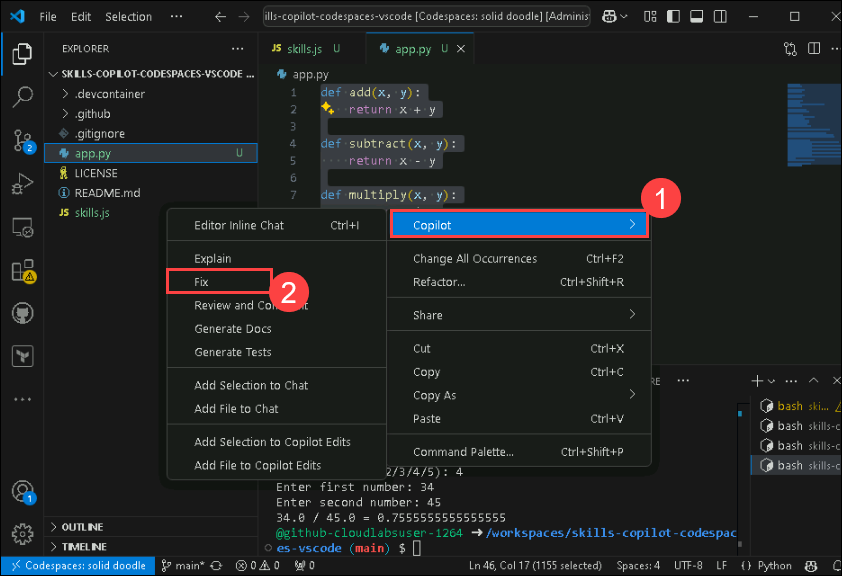 File Edit Selection ··· ills-copilot-codespaces-vscode [Codespaces: solid doodle] [Adminis
EXPLORER ···
SKILLS-COPILOT-CODESPACES-VSCODE ...
.devcontainer
.github
.gitignore
app.py U
LICENSE
README.md
JS skills.js
JS skills.js U
app.py U
app.py
1 def add(x, y):
2 return x + y
3
4 def subtract(x, y):
5 return x - y
6
7 def multiply(x, y):
Editor Inline Chat Ctrl+I
Explain
Fix
Review and Co
Generate Docs
Generate Tests
Add Selection to Chat
Add File to Chat
Add Selection to Copilot Edits
Add File to Copilot Edits
Copilot
1
2
Change All Occurrences Ctrl+F2
Refactor... Ctrl+Shift+R
Share
Cut Ctrl+X
Copy Ctrl+C
Copy As
Paste Ctrl+V
Command Palette... Ctrl+Shift+P
RE ···
bash ski...
bash skills-c
bash skills-c
bash skills-c
2/3/4/5): 4
Enter first number: 34
Enter second number: 45
34.0 / 45.0 = 0.7555555555555555
@github-cloudlabsuser-1264 ➜/workspaces/skills-copilot-codespac
es-vscode (main) $
2
1
OUTLINE
TIMELINE
Codespaces: solid doodle main* 0 0 0 Ln 46, Col 17 (1155 selected) Spaces: 4 UTF-8 LF {} Python